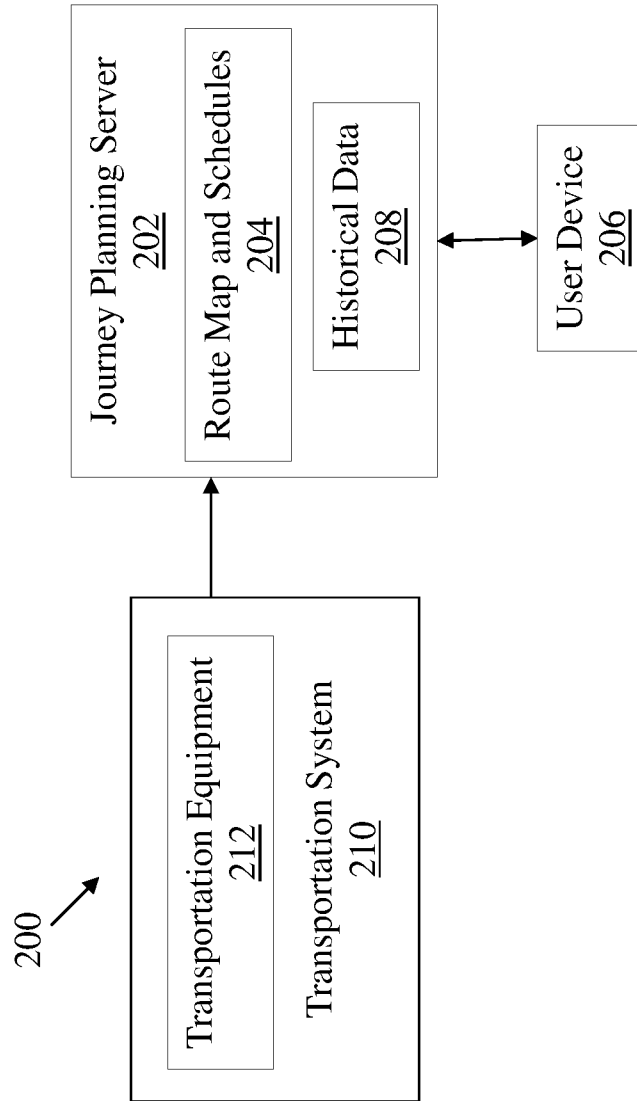 200
Transportation Equipment
212
Transportation System
210
Journey Planning Server
202
Route Map and Schedules
204
Historical Data
208
User Device
206